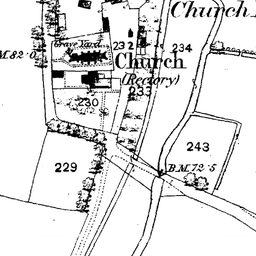 Church
Grave Yard
232
234
B.M. 82·0
Church
(Rectory)
233
230
243
229
B.M. 72·5